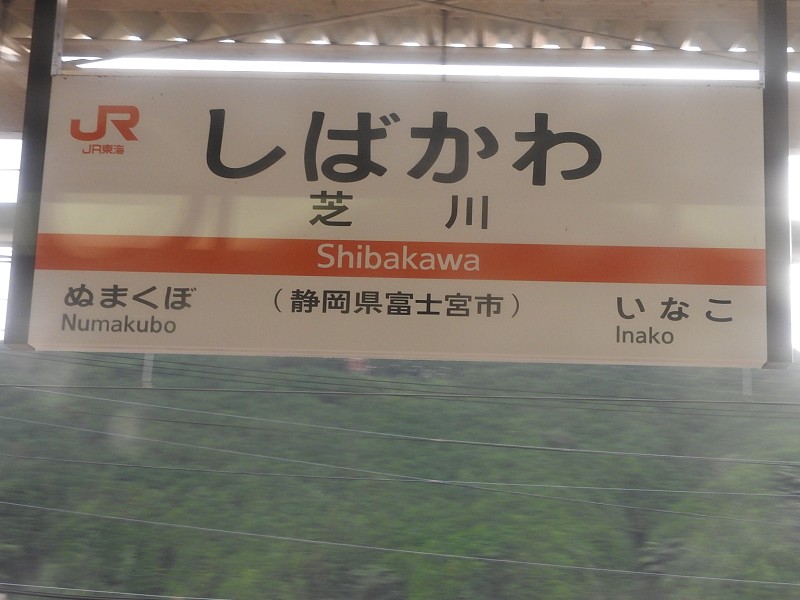 JR
JR東海
しばかわ
芝川
Shibakawa
ぬまくぼ
Numakubo
（静岡県富士宮市）
いなこ
Inako